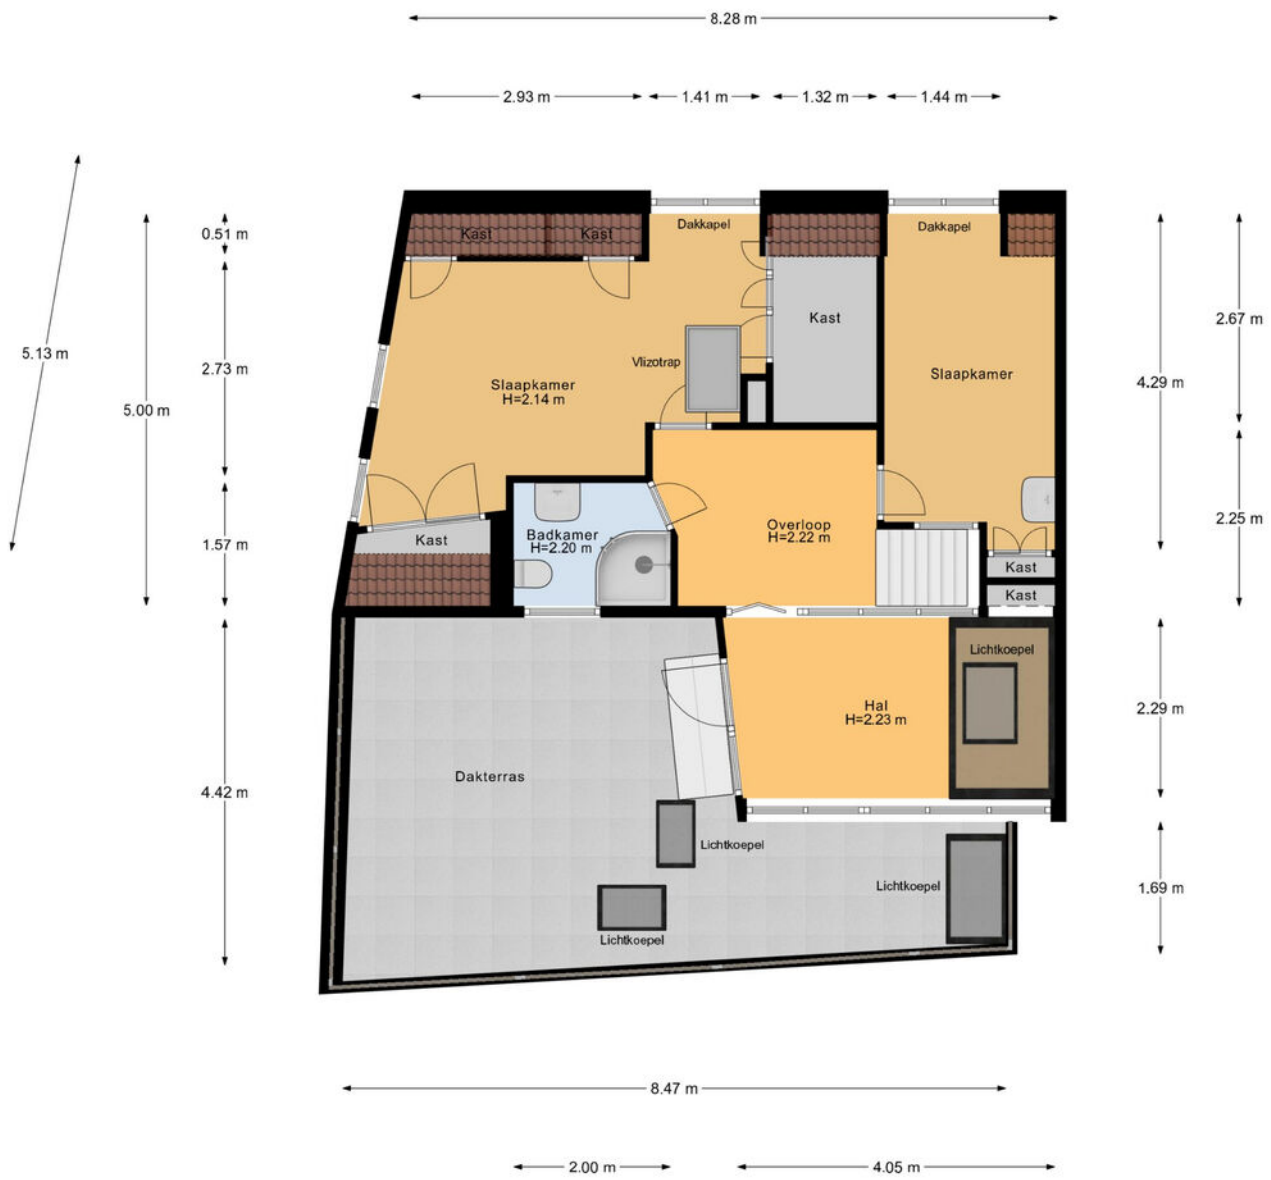 8.28 m
2.93 m
1.41 m
1.32 m
1.44 m
5.13 m
5.00 m
0.51 m
2.73 m
1.57 m
4.42 m
Kast
Kast
Dakkapel
Dakkapel
Kast
Vlizotrap
Slaapkamer
H=2.14 m
Slaapkamer
Kast
Badkamer
H=2.20 m
Overloop
H=2.22 m
Kast
Kast
Lichtkoepel
Hal
H=2.23 m
Dakterras
Lichtkoepel
Lichtkoepel
Lichtkoepel
2.67 m
4.29 m
2.25 m
2.29 m
1.69 m
8.47 m
2.00 m
4.05 m